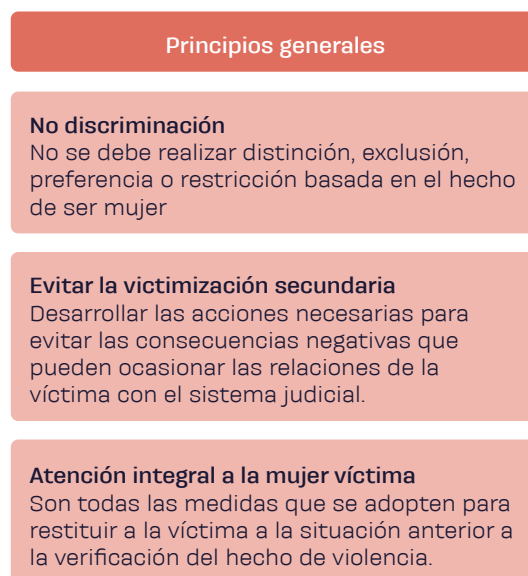 Principios generales
No discriminación
No se debe realizar distinción, exclusión,
preferencia o restricción basada en el hecho
de ser mujer
Evitar la victimización secundaria
Desarrollar las acciones necesarias para
evitar las consecuencias negativas que
pueden ocasionar las relaciones de la
víctima con el sistema judicial.
Atención integral a la mujer víctima
Son todas las medidas que se adopten para
restituir a la víctima a la situación anterior a
la verificación del hecho de violencia.